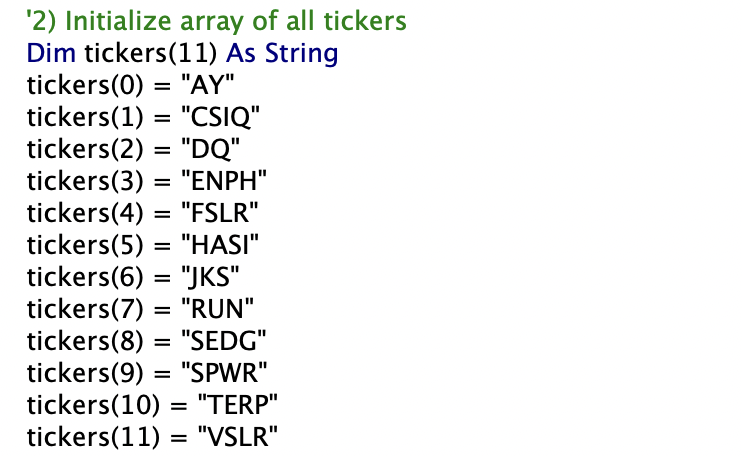 '2) Initialize array of all tickers
Dim tickers(11) As String
tickers(0) = "AY"
tickers(1) = "CSIQ"
tickers(2) = "DQ"
tickers(3) = "ENPH"
tickers(4) = "FSLR"
tickers(5) = "HASI"
tickers(6) = "JKS"
tickers(7) = "RUN"
tickers(8) = "SEDG"
tickers(9) = "SPWR"
tickers(10) = "TERP"
tickers(11) = "VSLR"